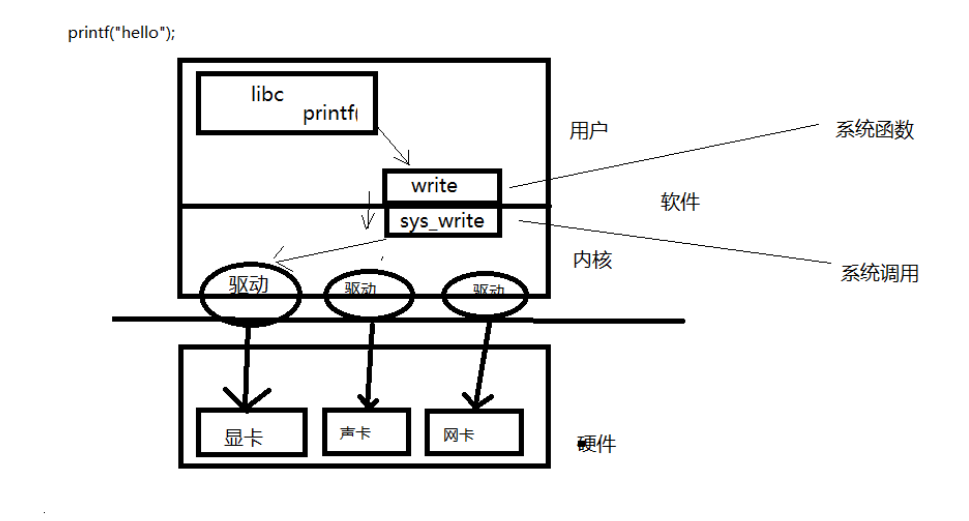 printf("hello");
libc
printf(
用户
系统函数
write
软件
sys_write
内核
系统调用
驱动
驱动
驱动
显卡
声卡
网卡
硬件